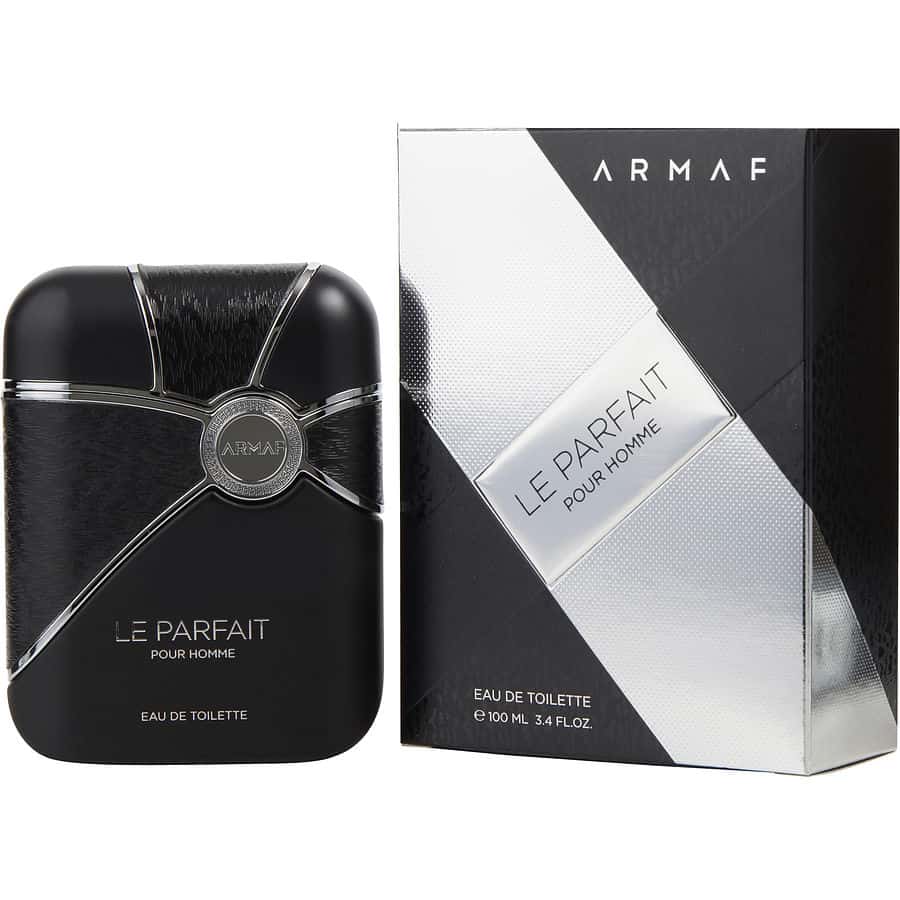 ARMAF
LE PARFAIT
POUR HOMME
EAU DE TOILETTE
ARMAF
LE PARFAIT
POUR HOMME
EAU DE TOILETTE
℮ 100 ML 3.4 FL.OZ.